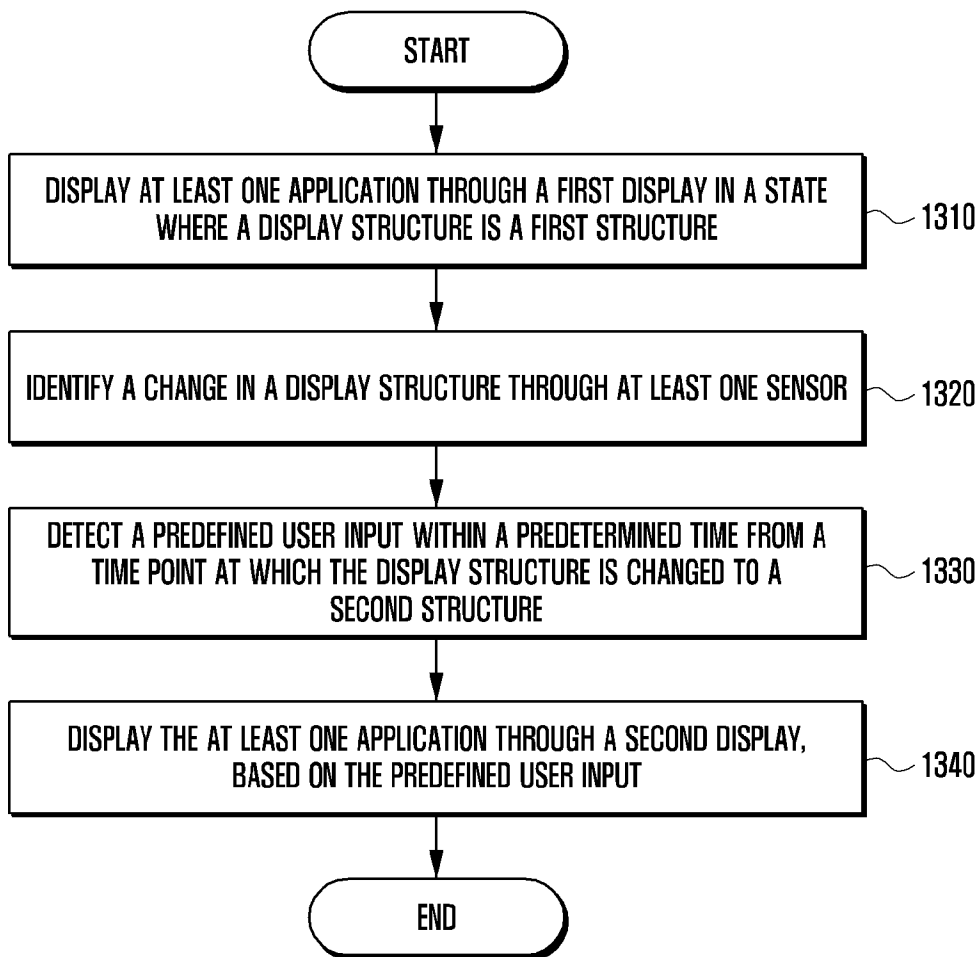 START
DISPLAY AT LEAST ONE APPLICATION THROUGH A FIRST DISPLAY IN A STATE
WHERE A DISPLAY STRUCTURE IS A FIRST STRUCTURE
1310
IDENTIFY A CHANGE IN A DISPLAY STRUCTURE THROUGH AT LEAST ONE SENSOR
1320
DETECT A PREDEFINED USER INPUT WITHIN A PREDETERMINED TIME FROM A
TIME POINT AT WHICH THE DISPLAY STRUCTURE IS CHANGED TO A
SECOND STRUCTURE
1330
DISPLAY THE AT LEAST ONE APPLICATION THROUGH A SECOND DISPLAY,
BASED ON THE PREDEFINED USER INPUT
1340
END